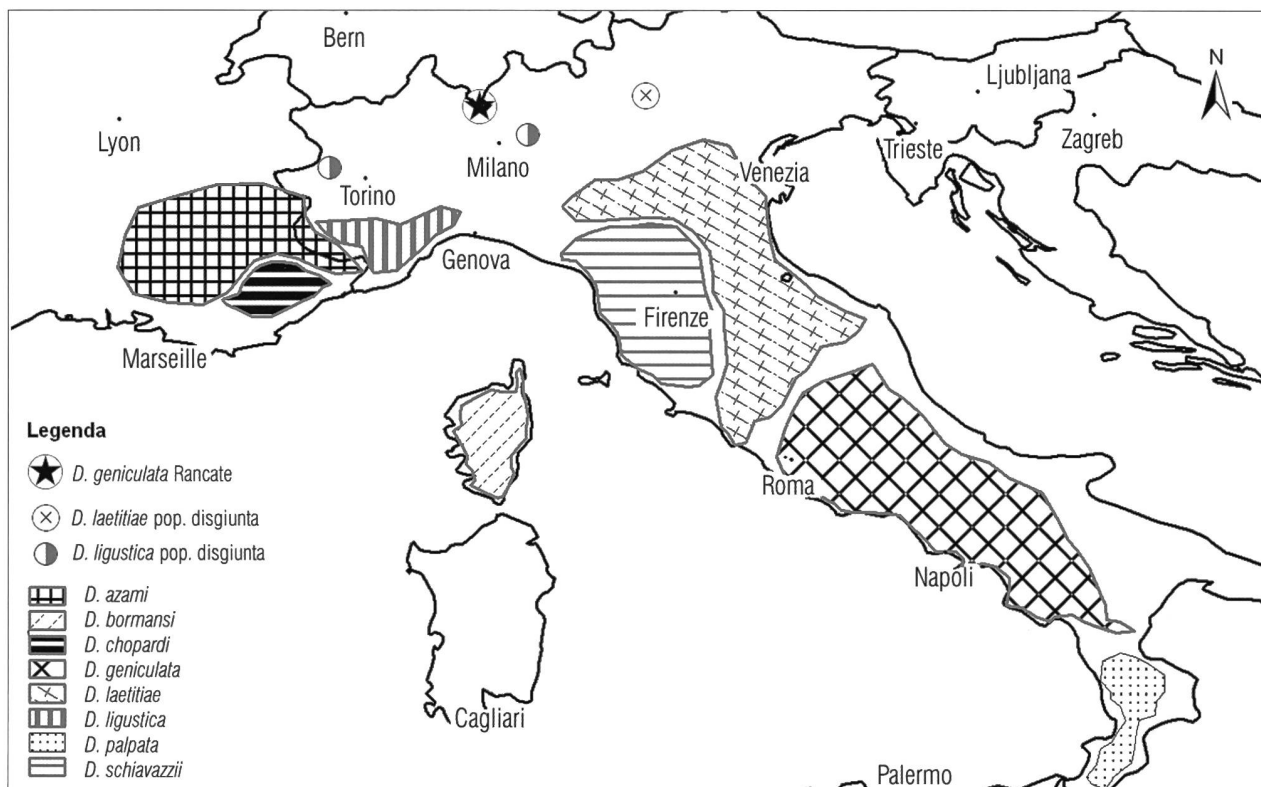 Bern
N
Ljubljana
Lyon
Trieste
Zagreb
Milano
Venezia
Torino
Genova
Firenze
Marseille
Legenda
D. geniculata Rancate
Roma
D. laetitiae pop. disgiunta
D. ligustica pop. disgiunta
Napoli
D. azami
D. bormansi
D. chopardi
D. geniculata
D. laetitiae
D. ligustica
Cagliari
D. palpata
D. schiavazzii
Palermo